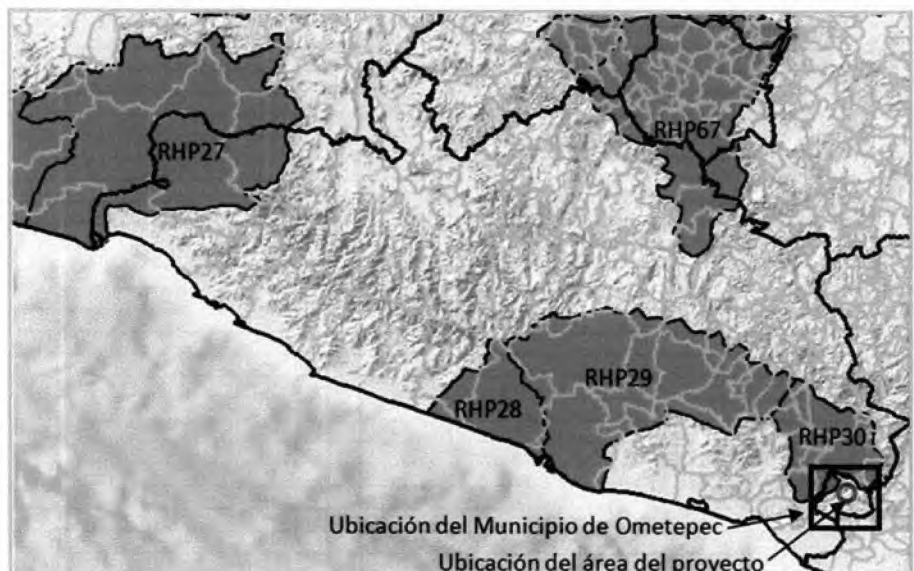 RHP27
RHP67
RHP29
RHP28
RHP30
Ubicación del Municipio de Ometepec
Ubicación del área del proyecto